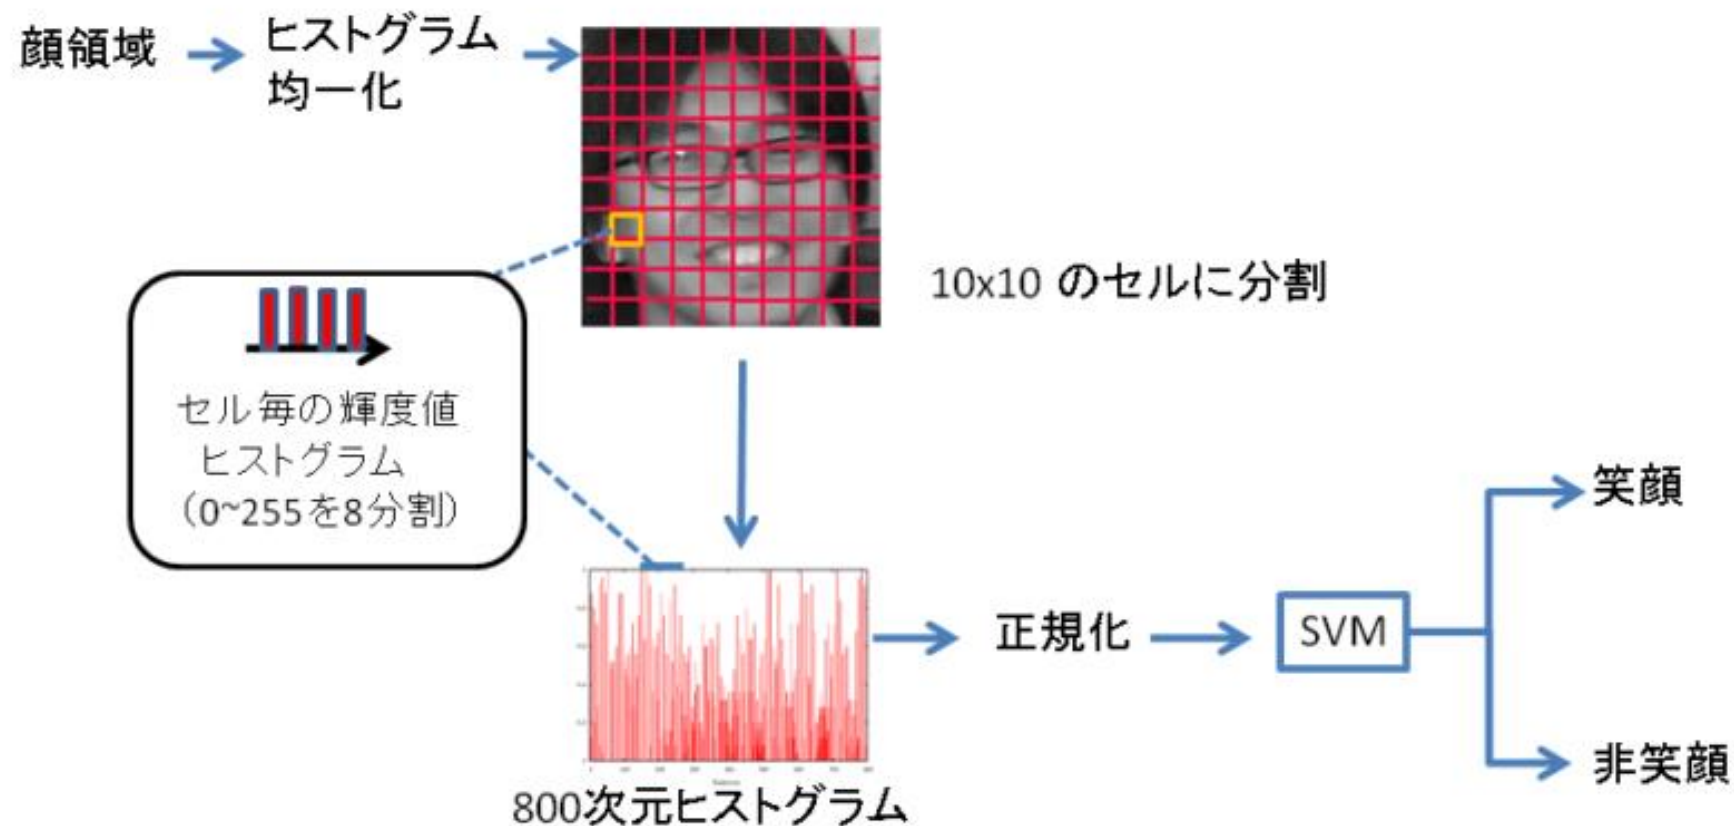 顔領域
ヒストグラム
均一化
10x10 のセルに分割
セル毎の輝度値
ヒストグラム
（0~255を8分割）
800次元ヒストグラム
正規化
SVM
笑顔
非笑顔